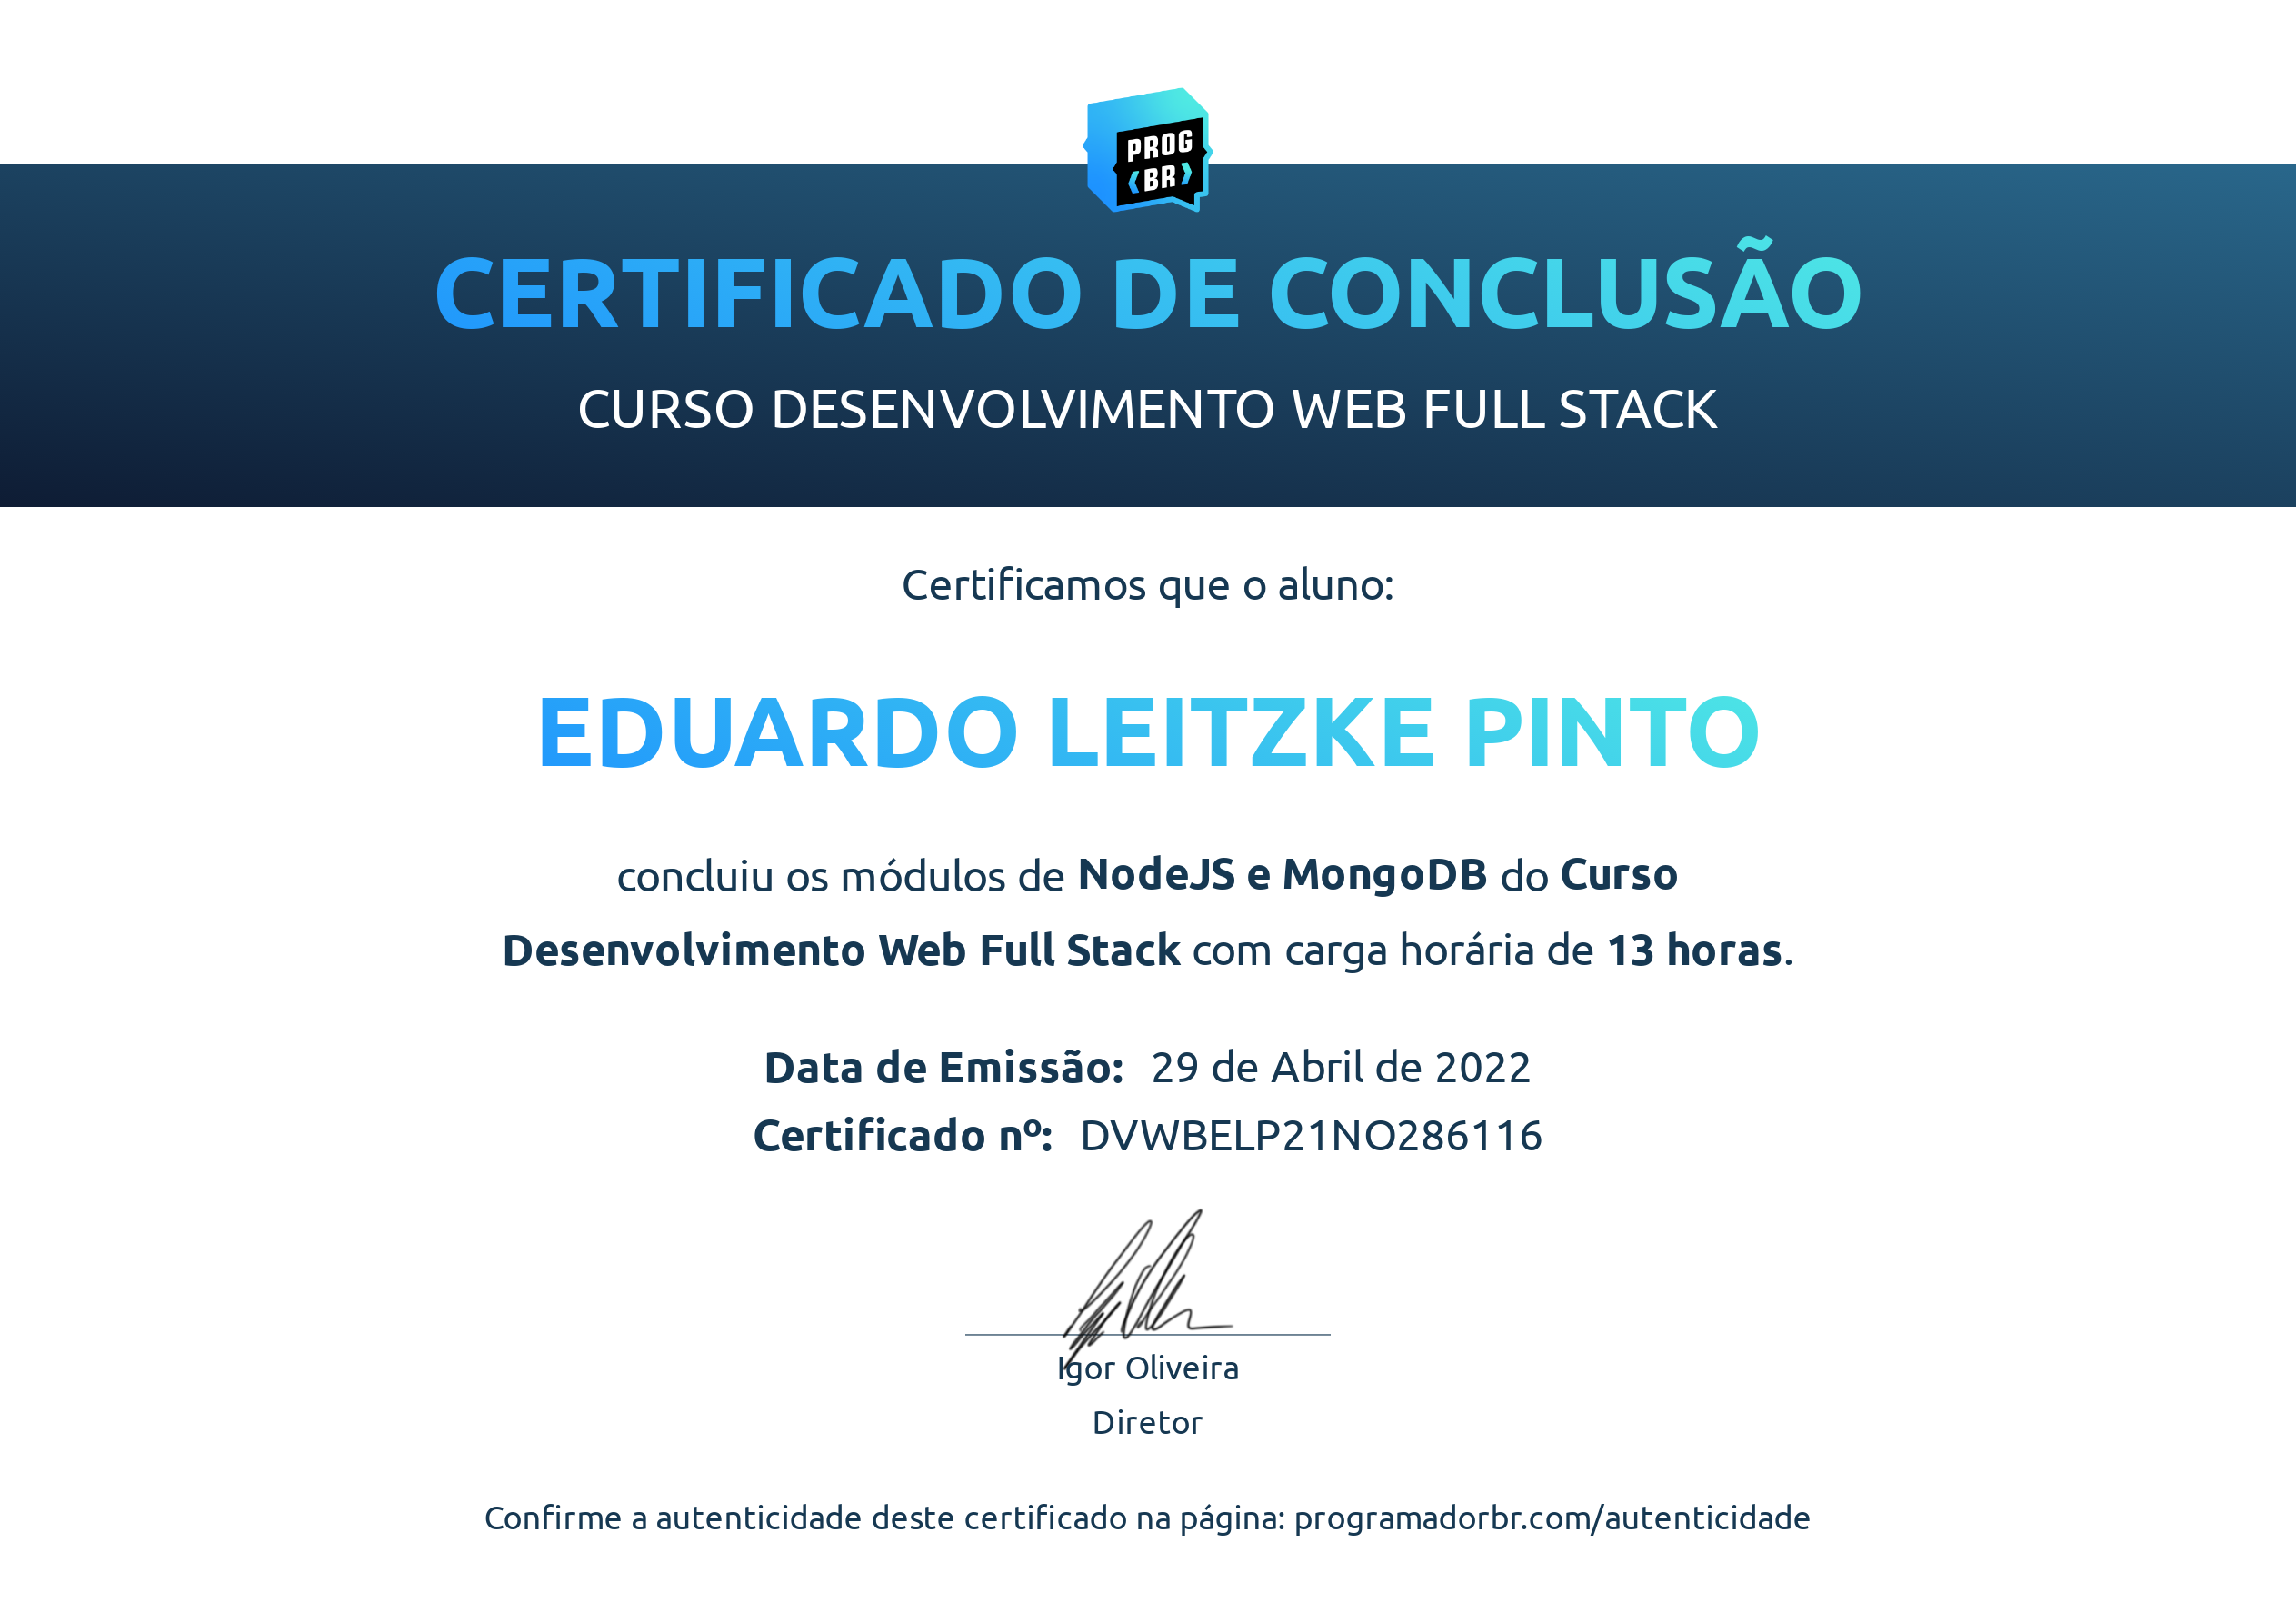 PROG
BR
CERTIFICADO DE CONCLUSÃO
CURSO DESENVOLVIMENTO WEB FULL STACK
Certificamos que o aluno:
EDUARDO LEITZKE PINTO
concluiu os módulos de NodeJS e MongoDB do Curso
Desenvolvimento Web Full Stack com carga horária de 13 horas.
Data de Emissão: 29 de Abril de 2022
Certificado nº: DVWBELP21NO286116
Igor Oliveira
Diretor
Confirme a autenticidade deste certificado na página: programadorbr.com/autenticidade